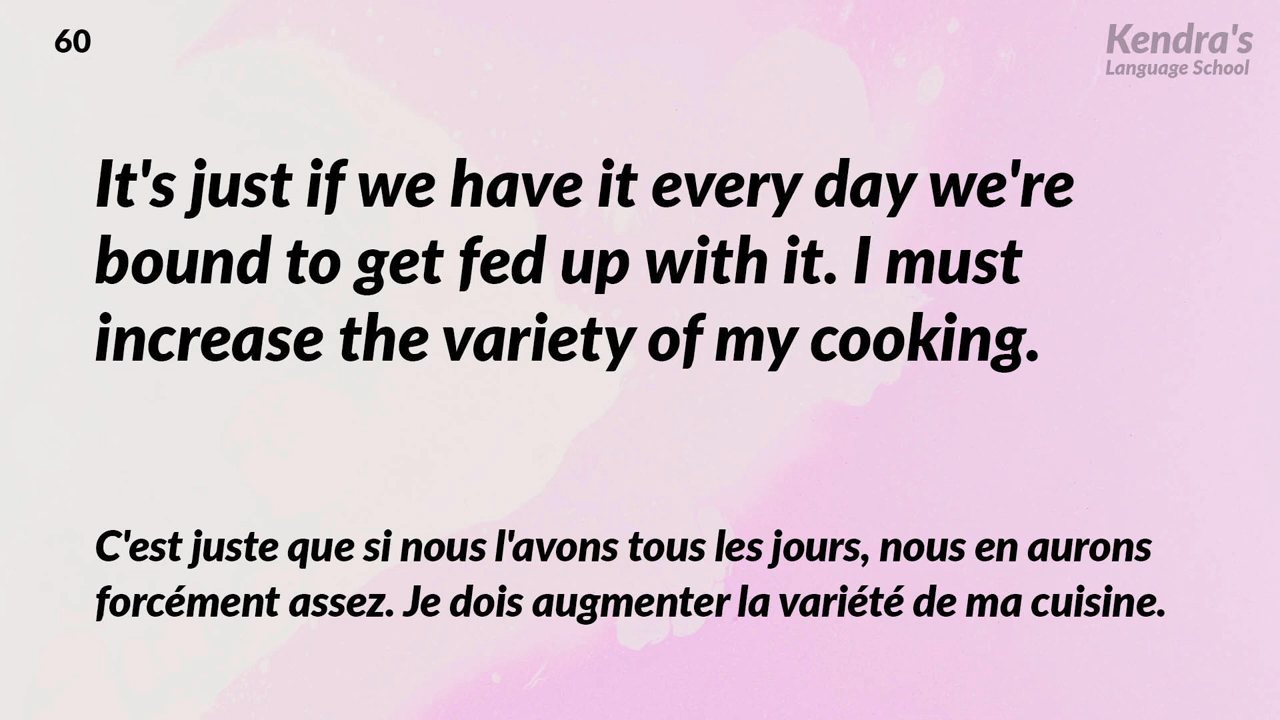 60
Kendra's
Language School
It's just if we have it every day we're
bound to get fed up with it. I must
increase the variety of my cooking.
C'est juste que si nous l'avons tous les jours, nous en aurons
forcément assez. Je dois augmenter la variété de ma cuisine.